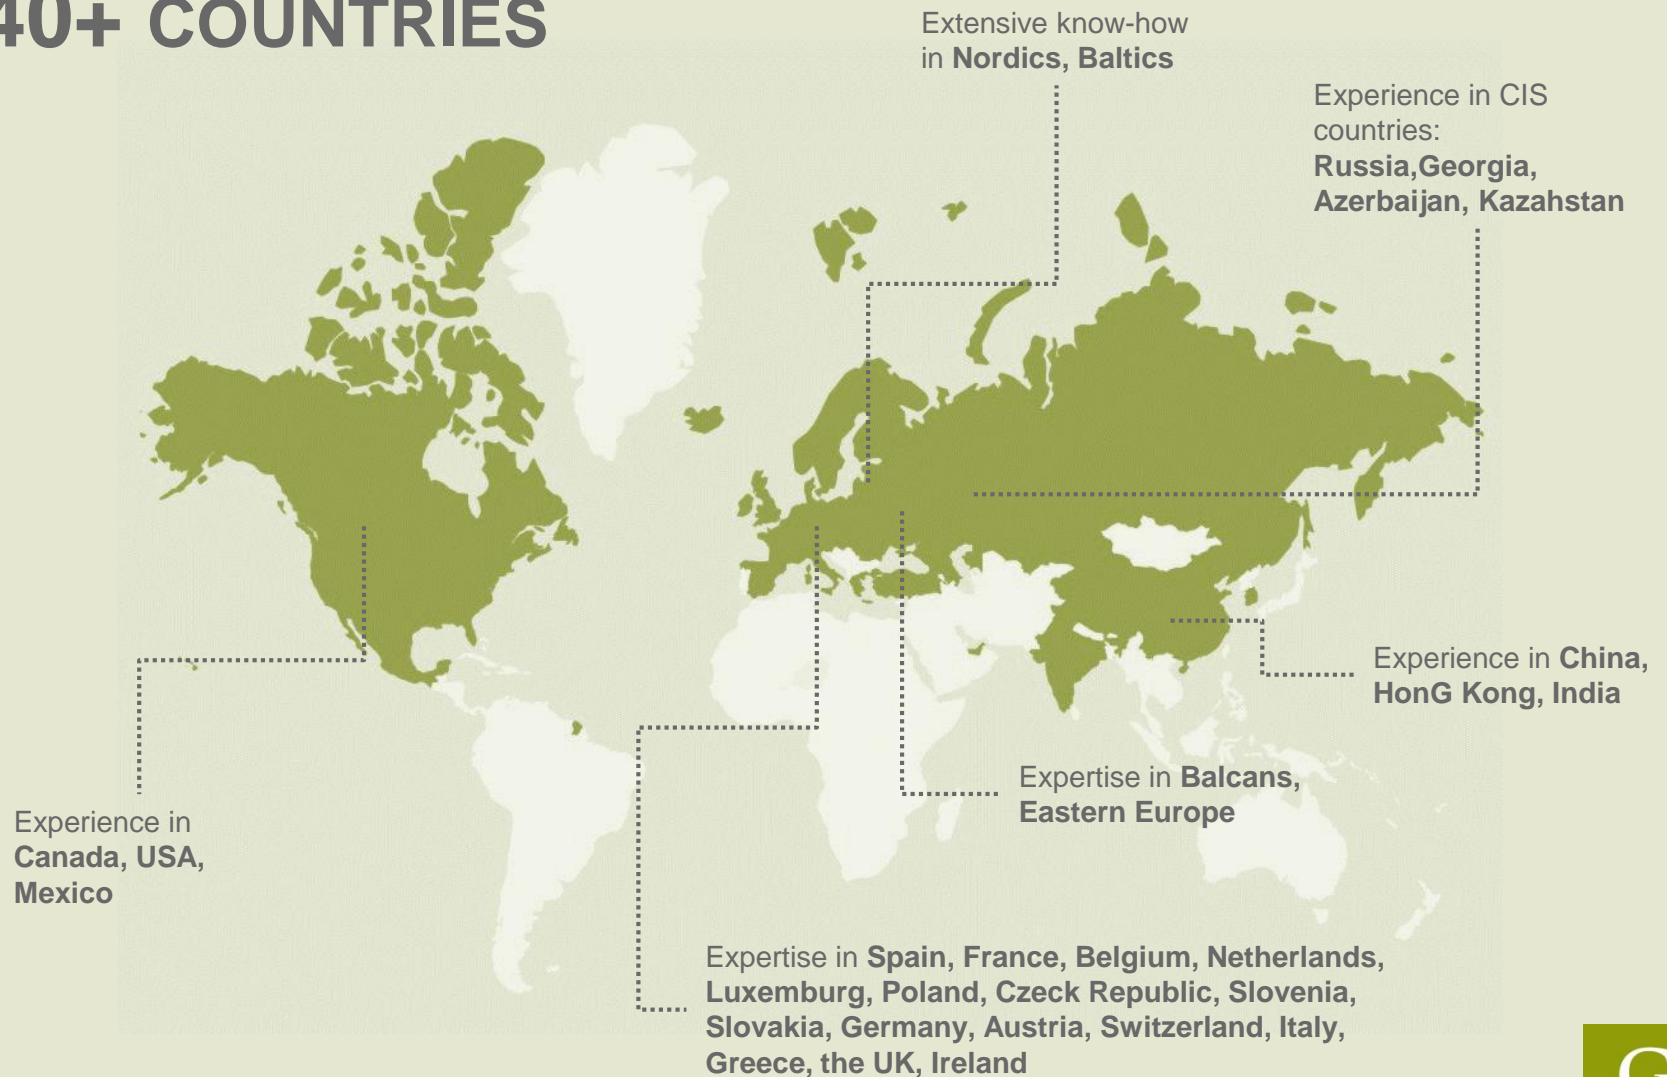 40+ COUNTRIES
Extensive know-how
in Nordics, Baltics
Experience in CIS
countries:
Russia,Georgia,
Azerbaijan, Kazahstan
Experience in China,
HonG Kong, India
Expertise in Balcans,
Eastern Europe
Experience in
Canada, USA,
Mexico
Expertise in Spain, France, Belgium, Netherlands,
Luxemburg, Poland, Czeck Republic, Slovenia,
Slovakia, Germany, Austria, Switzerland, Italy,
Greece, the UK, Ireland
G